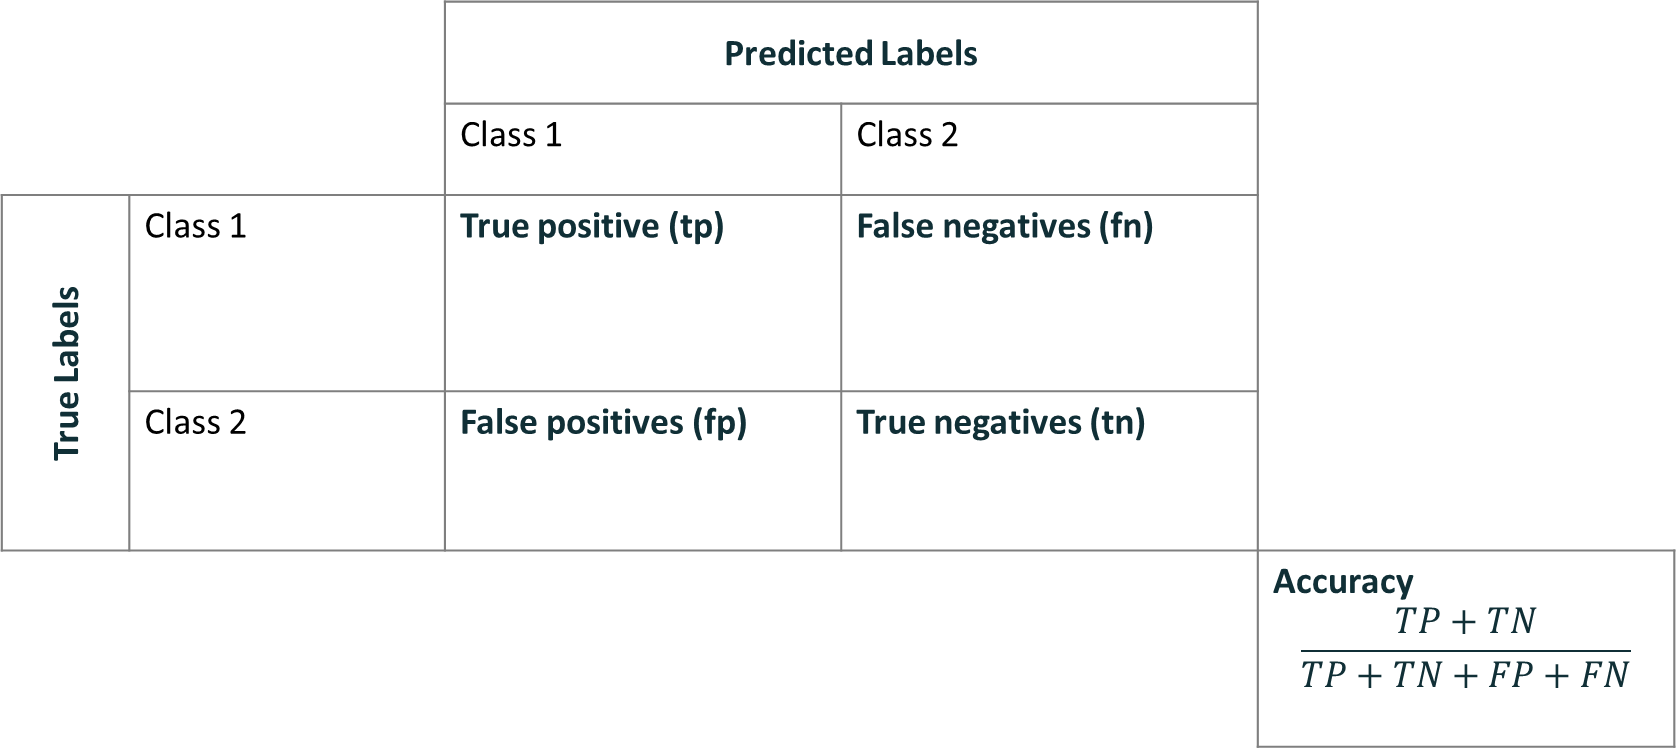 Predicted Labels
Class 1
Class 2
True Labels
Class 1
True positive (tp)
False negatives (fn)
Class 2
False positives (fp)
True negatives (tn)
Accuracy
TP + TN
TP + TN + FP + FN